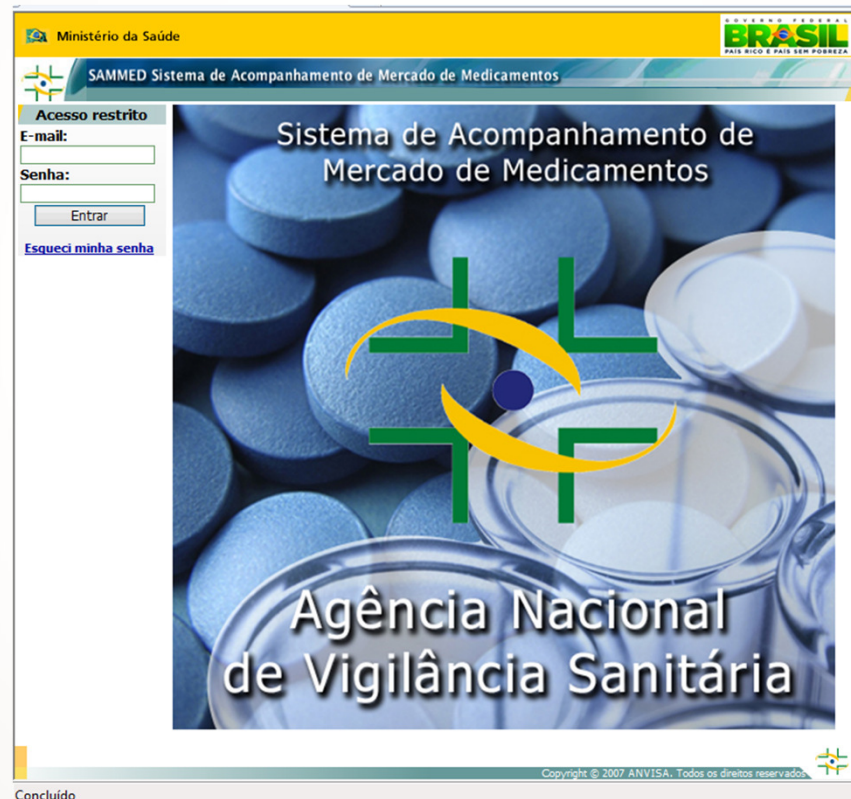 Ministério da Saúde
GOVERNO FEDERAL
BRASIL
PAÍS RICO É PAÍS SEM POBREZA
SAMMED Sistema de Acompanhamento de Mercado de Medicamentos
Acesso restrito
E-mail:
Senha:
Entrar
Esqueci minha senha
Sistema de Acompanhamento de
Mercado de Medicamentos
Agência Nacional
de Vigilância Sanitária
Copyright © 2007 ANVISA. Todos os direitos reservados
Concluído